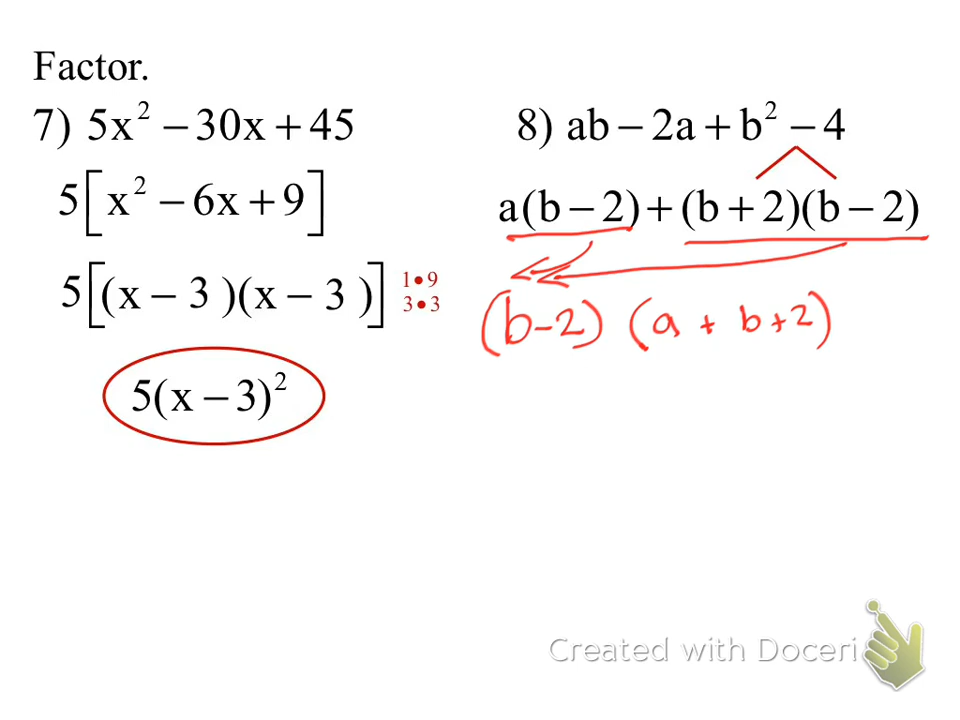 Factor.
7) 5x² − 30x + 45
5[x² − 6x + 9]
5[(x − 3 )(x − 3 )]
1•9
3•3
5(x − 3)²
8) ab − 2a + b² − 4
a(b − 2) + (b + 2)(b − 2)
(b-2) (a + b+2)
Created with Doceri